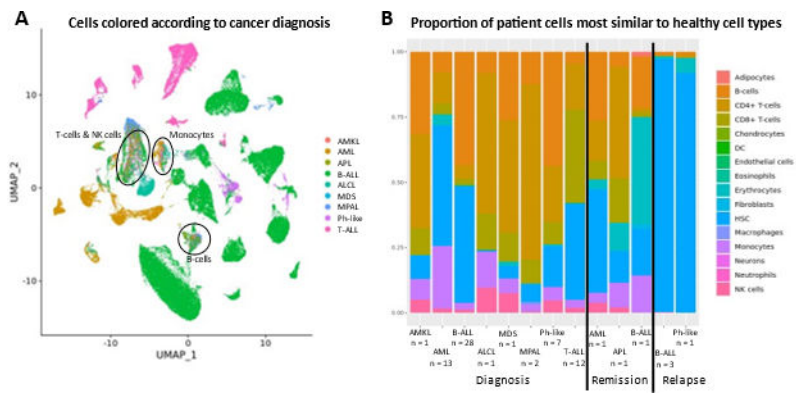 A
Cells colored according to cancer diagnosis
UMAP_2
10
0
-10
T-cells & NK cells
Monocytes
B-cells
-10
0
10
UMAP_1
AMKL
AML
APL
B-ALL
ALCL
MDS
MPAL
Ph-like
T-ALL
B
Proportion of patient cells most similar to healthy cell types
1.00
0.75
0.50
0.25
0.00
AMKL
n = 1
AML
n = 13
B-ALL
n = 28
ALCL
n = 1
MDS
n = 1
MPAL
n = 2
Ph-like
n = 7
T-ALL
n = 12
AML
n = 1
APL
n = 1
B-ALL
n = 1
B-ALL
n = 3
Ph-like
n = 1
Diagnosis
Remission
Relapse
Adipocytes
B-cells
CD4+ T-cells
CD8+ T-cells
Chondrocytes
DC
Endothelial cells
Eosinophils
Erythrocytes
Fibroblasts
HSC
Macrophages
Monocytes
Neurons
Neutrophils
NK cells